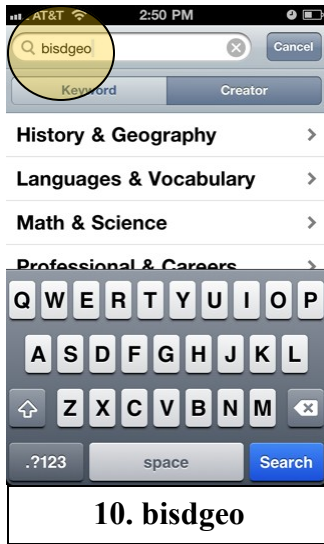 AT&T 2:50 PM
bisdgeo Cancel
Keyword Creator
History & Geography
Languages & Vocabulary
Math & Science
Professional & Careers
Q W E R T Y U I O P
A S D F G H J K L
Z X C V B N M
.?123 space Search
10. bisdgeo